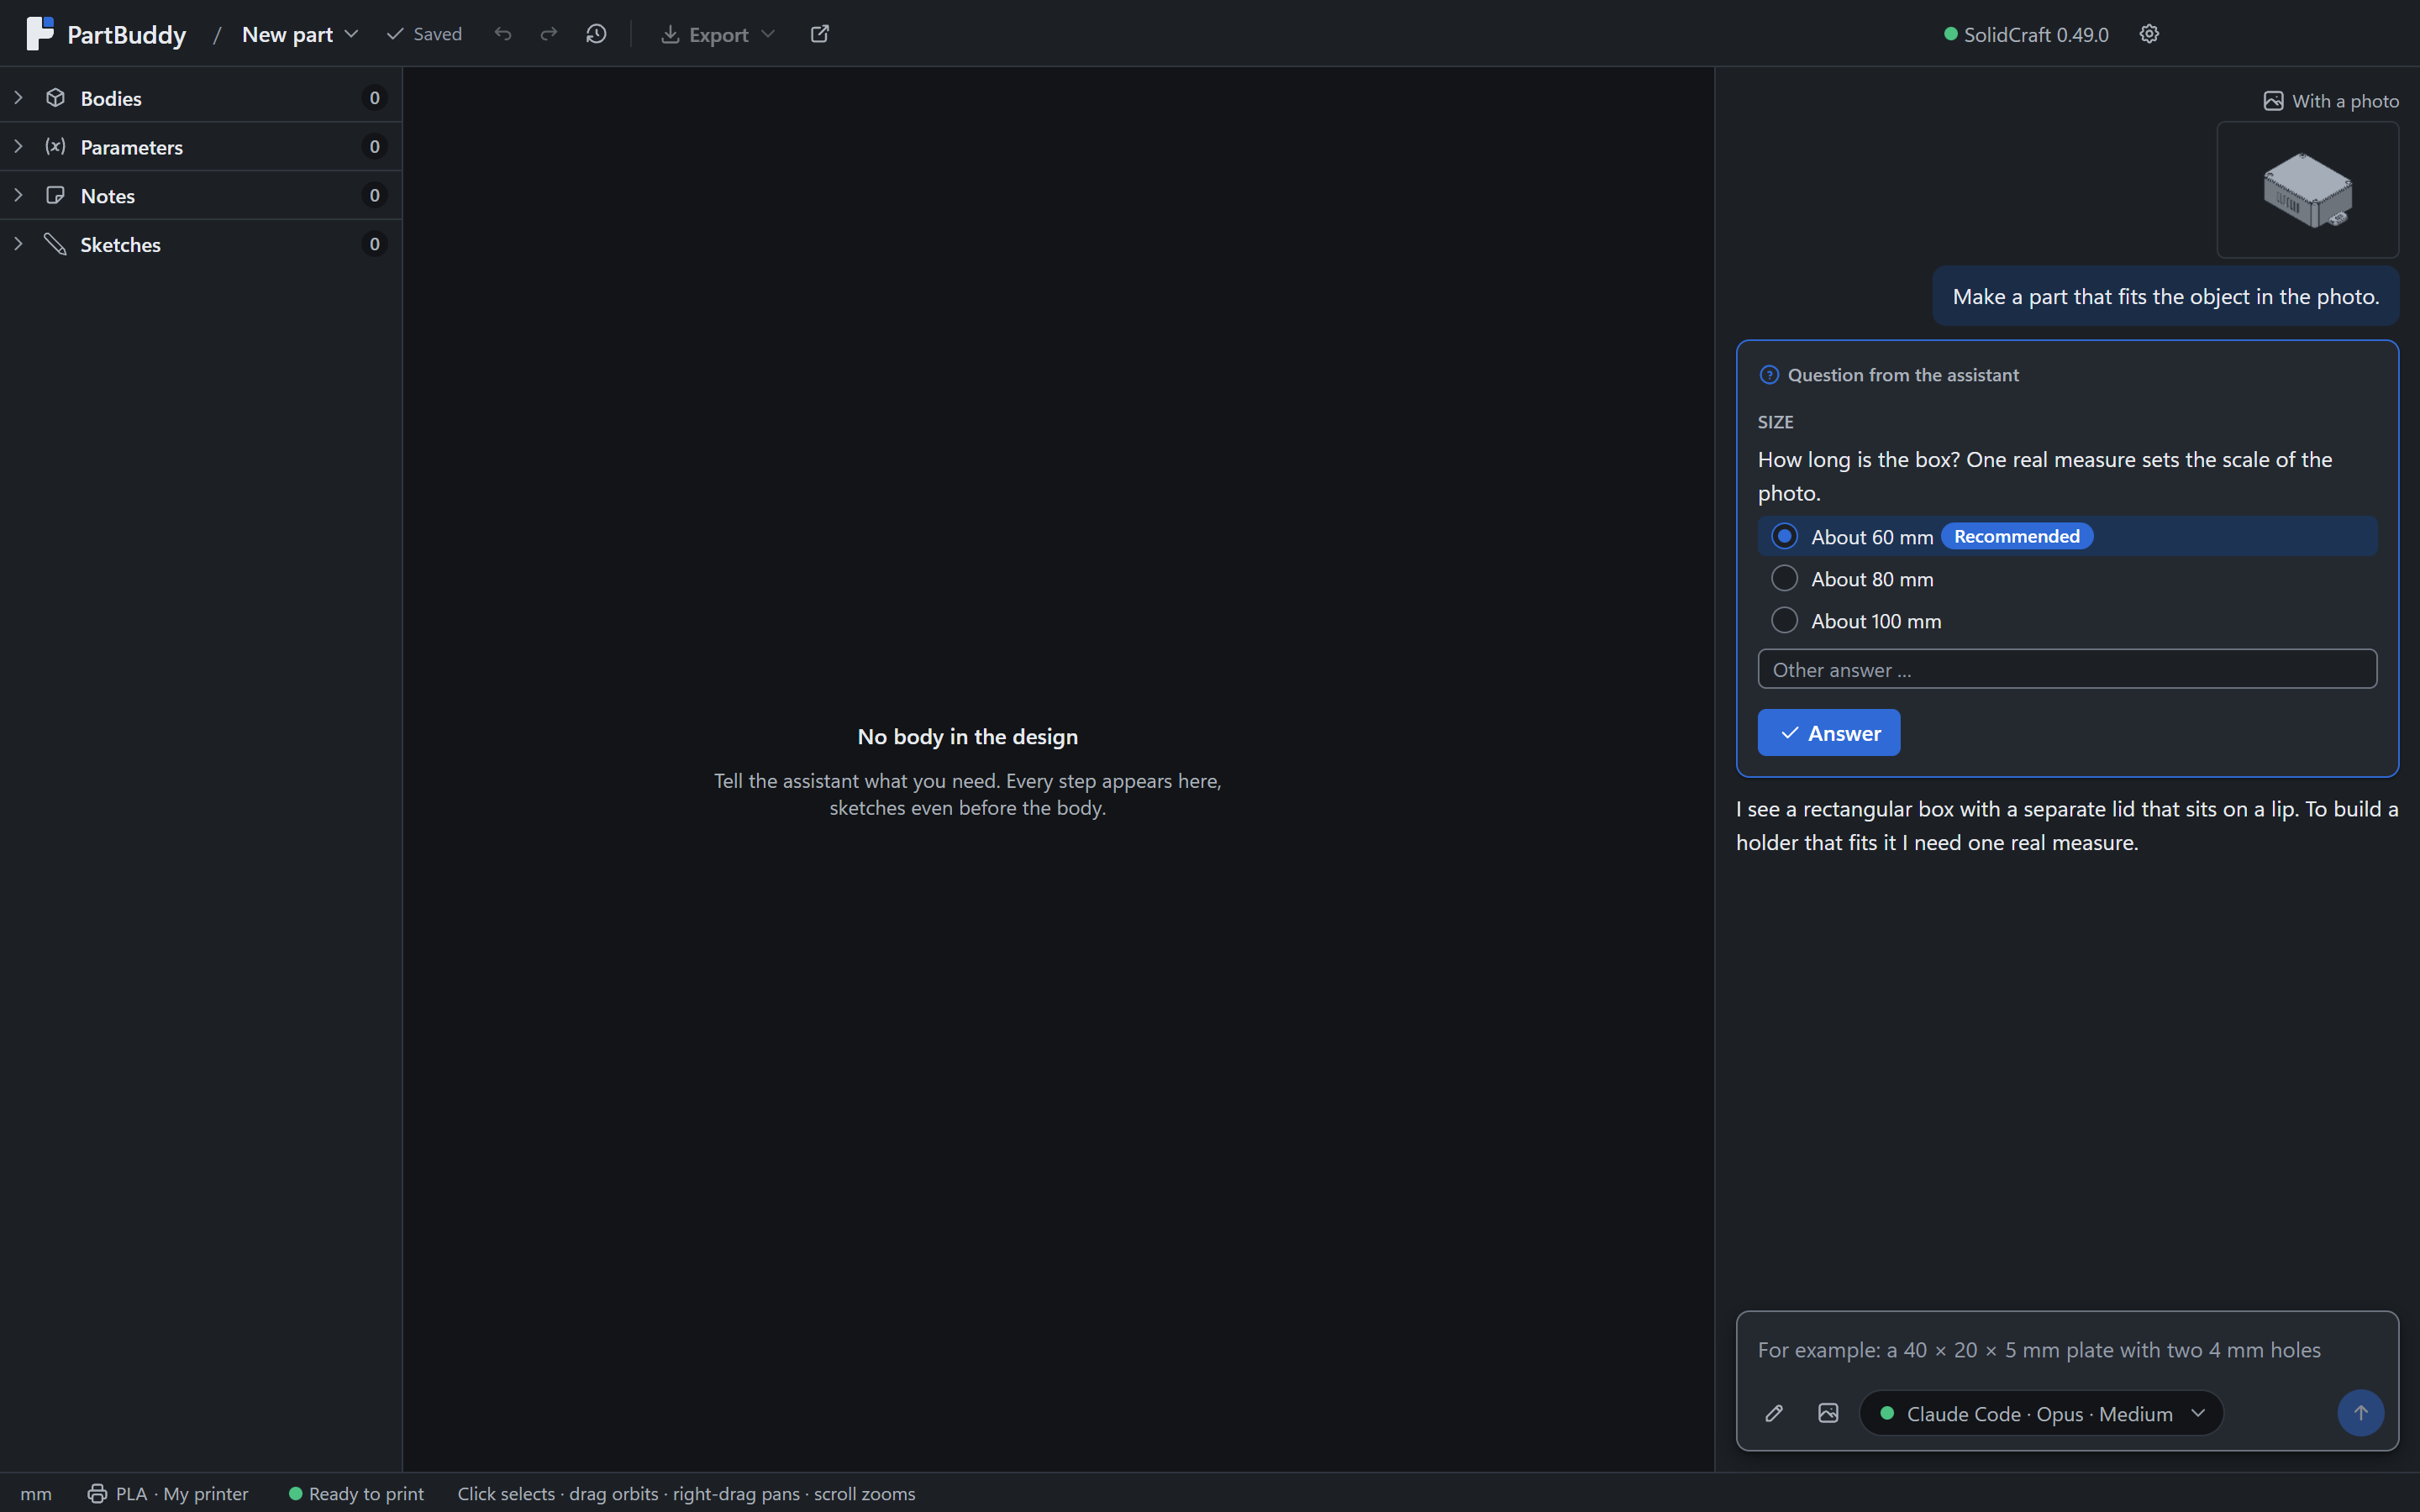 PartBuddy / New part Saved Export SolidCraft 0.49.0
Bodies 0
Parameters 0
Notes 0
Sketches 0
No body in the design
Tell the assistant what you need. Every step appears here,
sketches even before the body.
With a photo
Make a part that fits the object in the photo.
Question from the assistant
SIZE
How long is the box? One real measure sets the scale of the
photo.
About 60 mm Recommended
About 80 mm
About 100 mm
Other answer ...
Answer
I see a rectangular box with a separate lid that sits on a lip. To build a
holder that fits it I need one real measure.
For example: a 40 × 20 × 5 mm plate with two 4 mm holes
Claude Code · Opus · Medium
mm PLA · My printer Ready to print Click selects · drag orbits · right-drag pans · scroll zooms